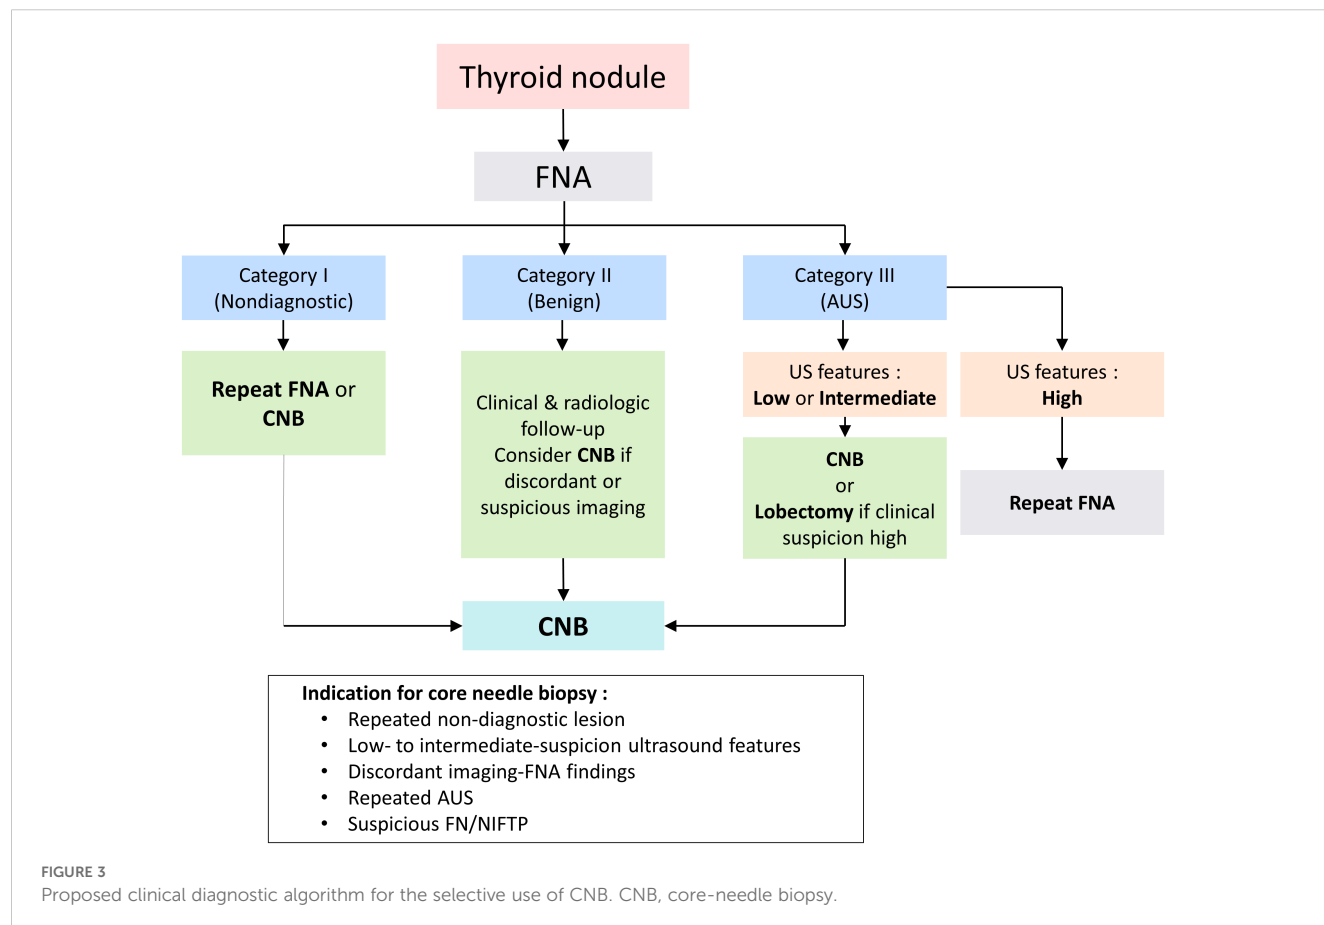 Thyroid nodule
FNA
Category I
(Nondiagnostic)
Category II
(Benign)
Category III
(AUS)
Repeat FNA or
CNB
Clinical & radiologic
follow-up
Consider CNB if
discordant or
suspicious imaging
US features :
Low or Intermediate
US features :
High
CNB
or
Lobectomy if clinical
suspicion high
Repeat FNA
CNB
Indication for core needle biopsy :
• Repeated non-diagnostic lesion
• Low- to intermediate-suspicion ultrasound features
• Discordant imaging-FNA findings
• Repeated AUS
• Suspicious FN/NIFTP
FIGURE 3
Proposed clinical diagnostic algorithm for the selective use of CNB. CNB, core-needle biopsy.